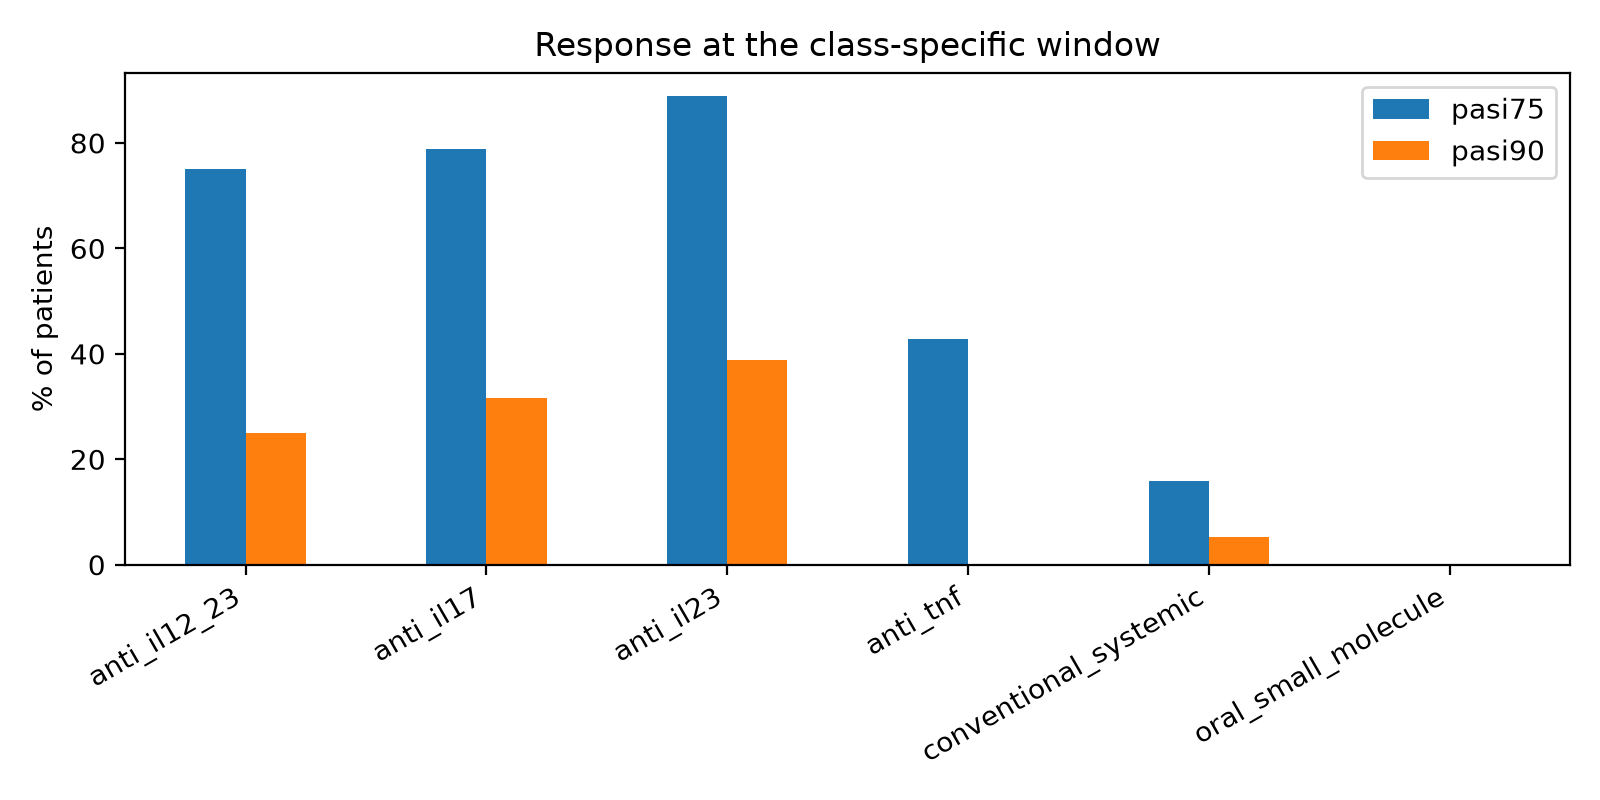 Response at the class-specific window
pasi75
pasi90
% of patients
80
60
40
20
0
anti_il12_23
anti_il17
anti_il23
anti_tnf
conventional_systemic
oral_small_molecule